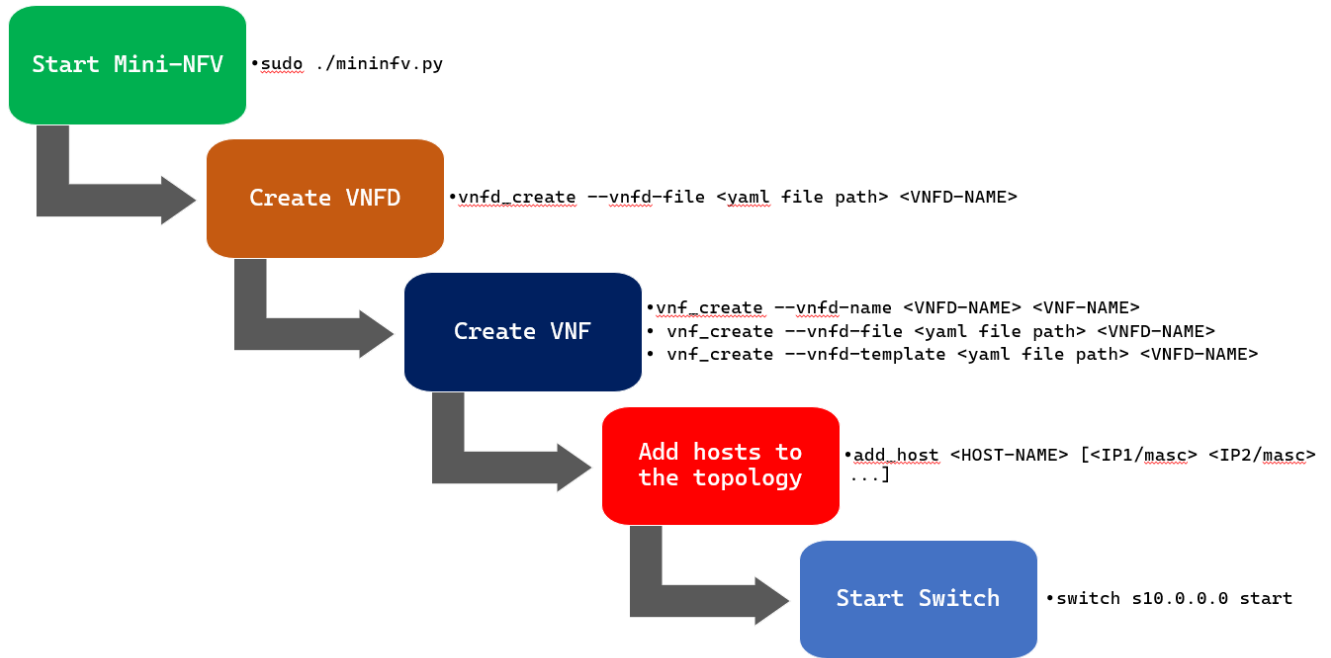 Start Mini-NFV
•sudo ./mininfv.py
Create VNFD
•vnfd_create --vnfd-file <yaml file path> <VNFD-NAME>
Create VNF
•vnf_create --vnfd-name <VNFD-NAME> <VNF-NAME>
• vnf_create --vnfd-file <yaml file path> <VNFD-NAME>
• vnf_create --vnfd-template <yaml file path> <VNFD-NAME>
Add hosts to
the topology
•add_host <HOST-NAME> [<IP1/masc> <IP2/masc>
...]
Start Switch
•switch s10.0.0.0 start